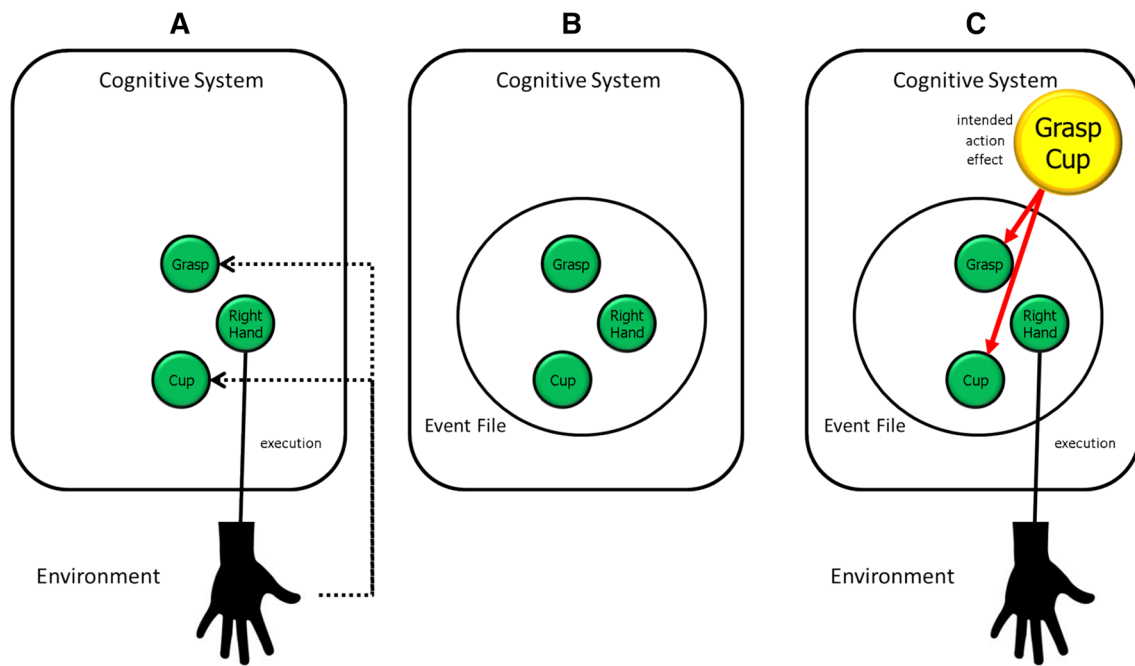 A
Cognitive System
Grasp
Right
Hand
Cup
execution
Environment
B
Cognitive System
Grasp
Right
Hand
Cup
Event File
C
Cognitive System
intended
action
effect
Grasp
Cup
Grasp
Right
Hand
Cup
Event File
execution
Environment